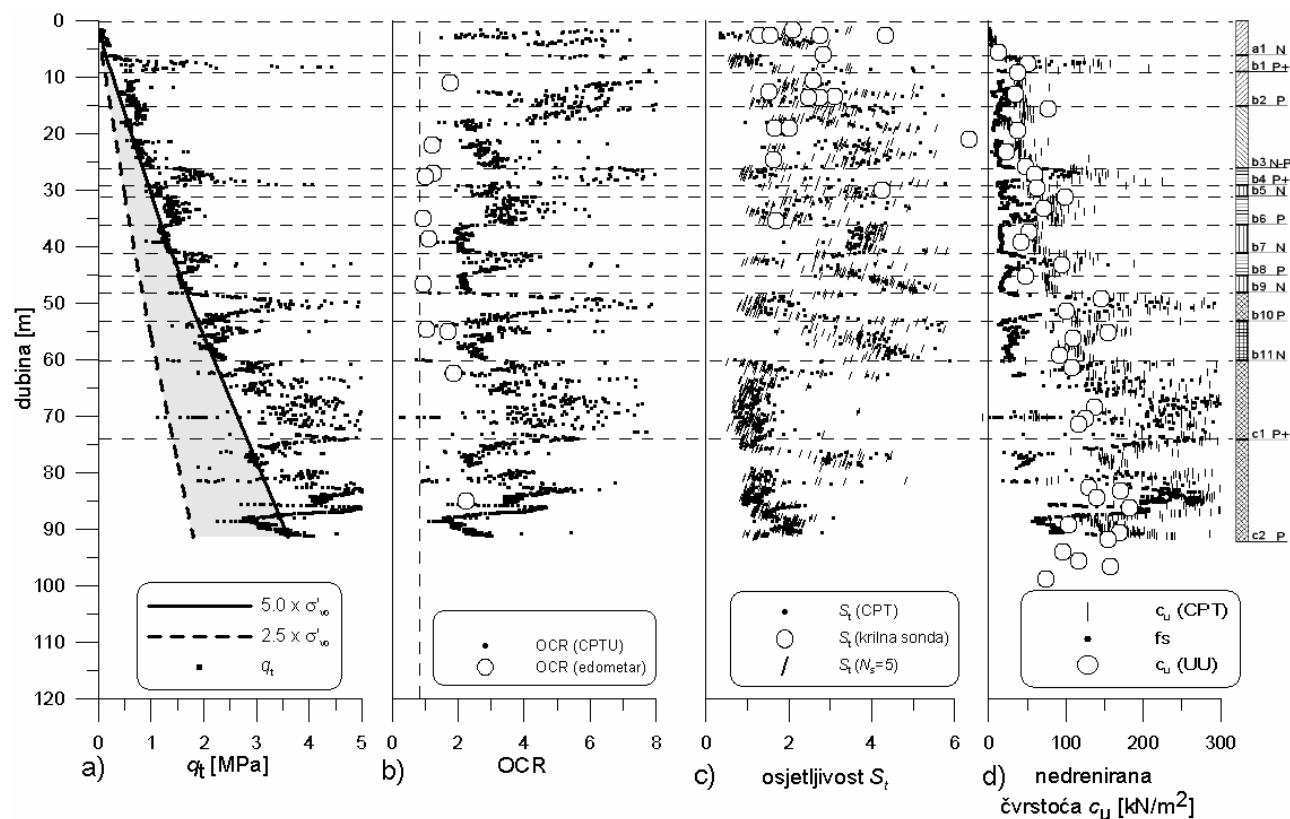 0
10
20
30
40
50
60
70
80
90
100
110
120
dubina [m]
5.0 x σ'vo
2.5 x σ'vo
qt
0 1 2 3 4 5
a) qt [MPa]
OCR (CPTU)
OCR (edometar)
0 2 4 6 8
b) OCR
St (CPT)
St (krilna sonda)
St (Ns=5)
0 2 4 6
c) osjetljivost St
cu (CPT)
fs
cu (UU)
0 100 200 300
d) nedrenirana
čvrstoća cu [kN/m²]
a1 N
b1 P+
b2 P
b3 N-P
b4 P+
b5 N
b6 P
b7 N
b8 P
b9 N
b10 P
b11 N
c1 P+
c2 P